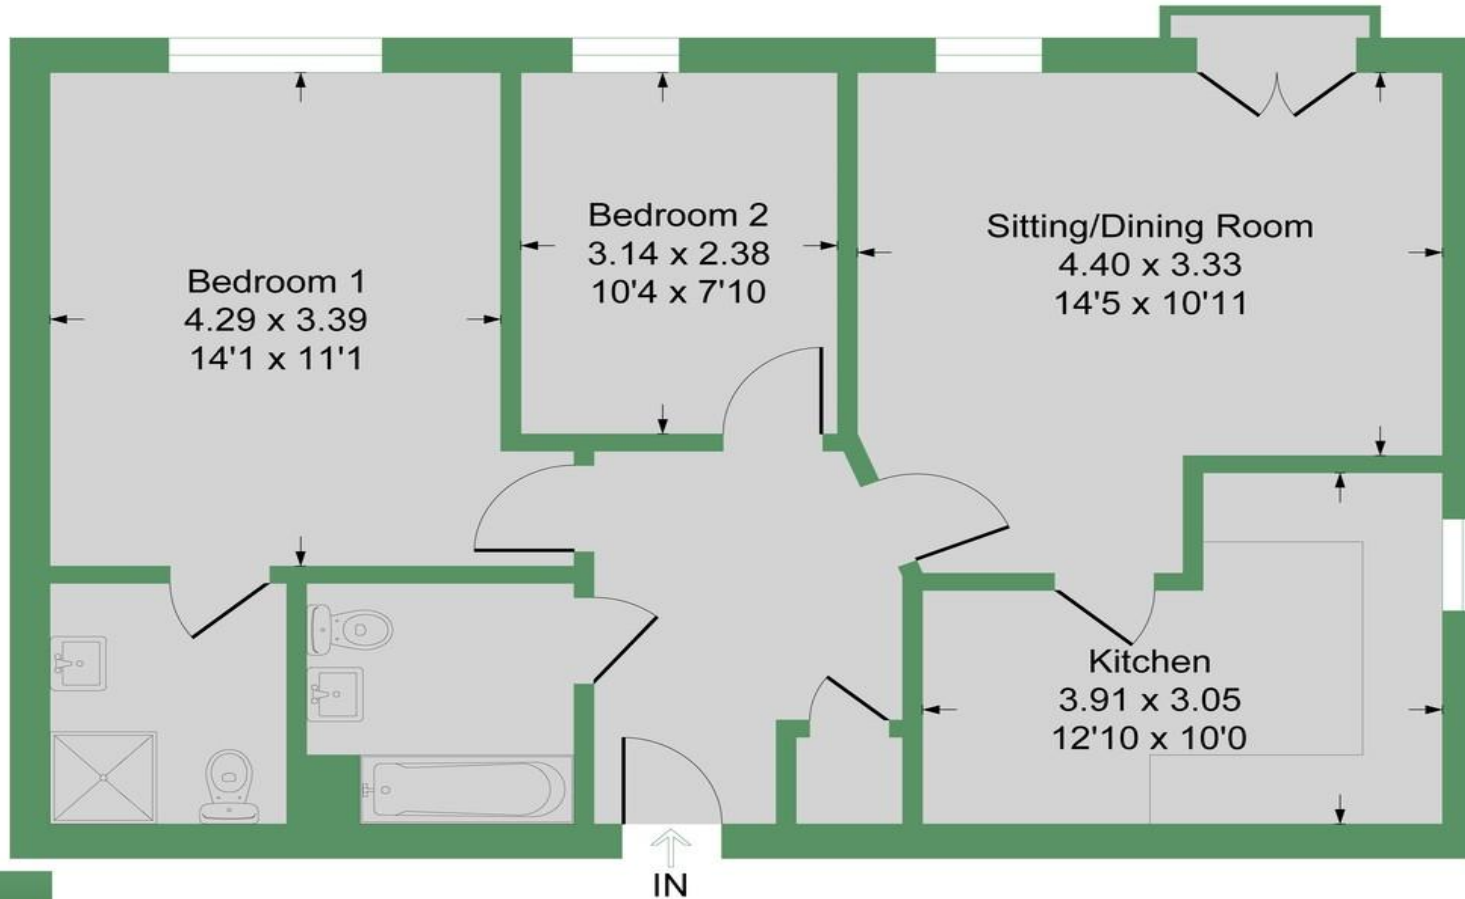 Bedroom 1
4.29 x 3.39
14'1 x 11'1
Bedroom 2
3.14 x 2.38
10'4 x 7'10
Sitting/Dining Room
4.40 x 3.33
14'5 x 10'11
Kitchen
3.91 x 3.05
12'10 x 10'0
IN